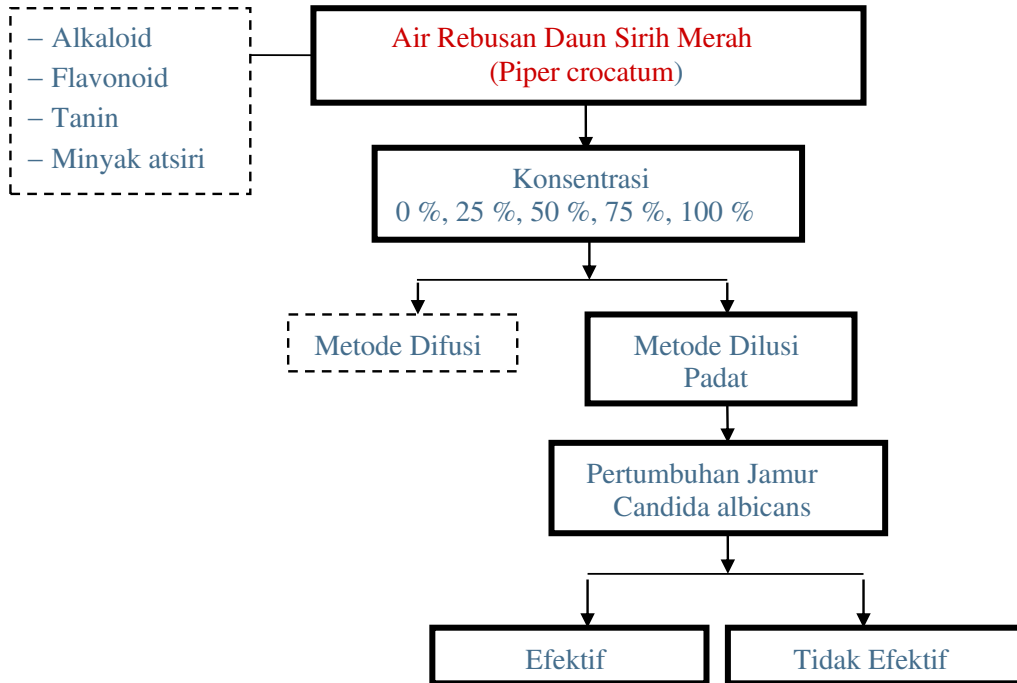 – Alkaloid
– Flavonoid
– Tanin
– Minyak atsiri
Air Rebusan Daun Sirih Merah
(Piper crocatum)
Konsentrasi
0 %, 25 %, 50 %, 75 %, 100 %
Metode Difusi
Metode Dilusi
Padat
Pertumbuhan Jamur
Candida albicans
Efektif
Tidak Efektif